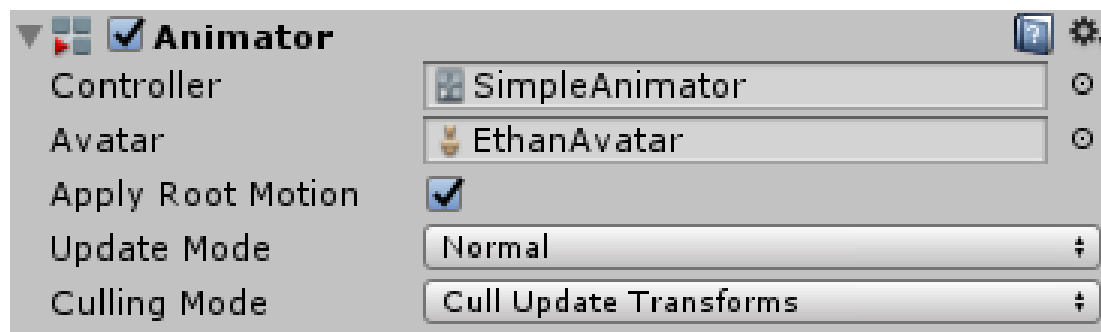 Animator
Controller SimpleAnimator
Avatar EthanAvatar
Apply Root Motion
Update Mode Normal
Culling Mode Cull Update Transforms